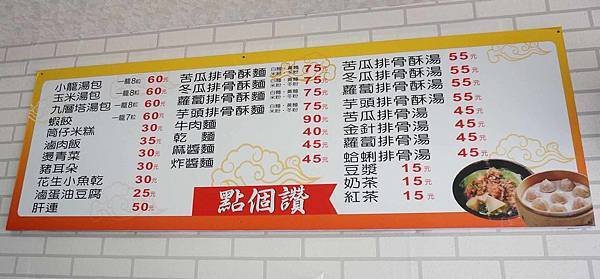 小龍湯包 一籠8粒 60元
玉米湯包 一籠8粒 60元
九層塔湯包 一籠8粒 60元
蝦餃 一籠7粒 60元
筒仔米糕 30元
滷肉飯 35元
燙青菜 30元
豬耳朵 30元
花生小魚乾 30元
滷蛋油豆腐 25元
肝連 50元
苦瓜排骨酥麵 75元
冬瓜排骨酥麵 75元
蘿蔔排骨酥麵 75元
芋頭排骨酥麵 75元
牛肉麵 90元
乾 麵 40元
麻醬麵 45元
炸醬麵 45元
苦瓜排骨酥湯 55元
冬瓜排骨酥湯 55元
蘿蔔排骨酥湯 55元
芋頭排骨酥湯 55元
苦瓜排骨湯 45元
金針排骨湯 45元
蘿蔔排骨湯 45元
蛤蜊排骨湯 45元
豆漿 15元
奶茶 15元
紅茶 15元
點個讚